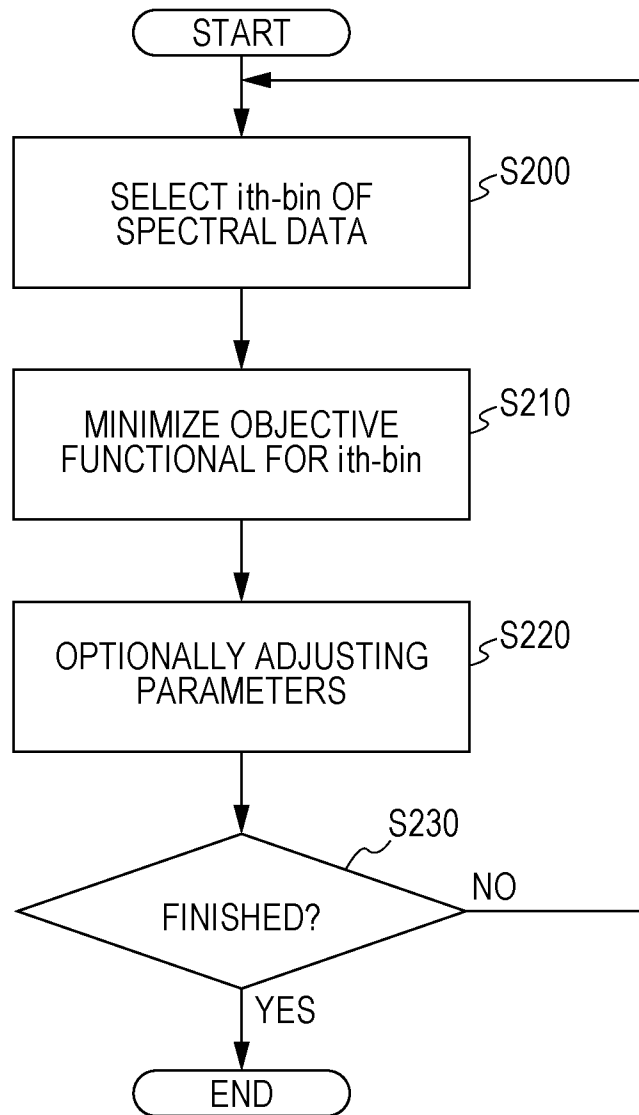 START
SELECT ith-bin OF
SPECTRAL DATA
S200
MINIMIZE OBJECTIVE
FUNCTIONAL FOR ith-bin
S210
OPTIONALLY ADJUSTING
PARAMETERS
S220
S230
FINISHED?
NO
YES
END